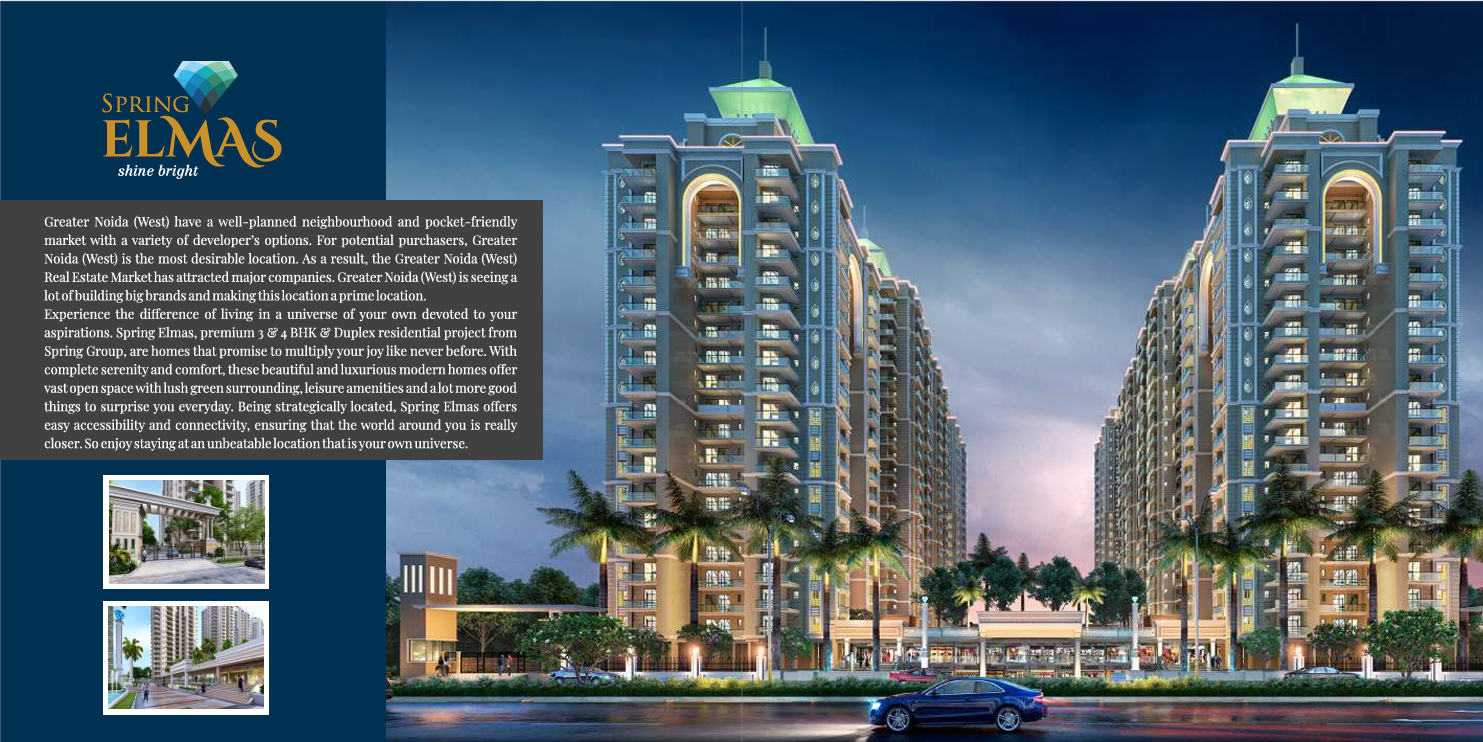 SPRING
ELMAS
shine bright
Greater Noida (West) have a well-planned neighbourhood and pocket-friendly
market with a variety of developer's options. For potential purchasers, Greater
Noida (West) is the most desirable location. As a result, the Greater Noida (West)
Real Estate Market has attracted major companies. Greater Noida (West) is seeing a
lot of building big brands and making this location a prime location.
Experience the difference of living in a universe of your own devoted to your
aspirations. Spring Elmas, premium 3 & 4 BHK & Duplex residential project from
Spring Group, are homes that promise to multiply your joy like never before. With
complete serenity and comfort, these beautiful and luxurious modern homes offer
vast open space with lush green surrounding, leisure amenities and a lot more good
things to surprise you everyday. Being strategically located, Spring Elmas offers
easy accessibility and connectivity, ensuring that the world around you is really
closer. So enjoy staying at an unbeatable location that is your own universe.